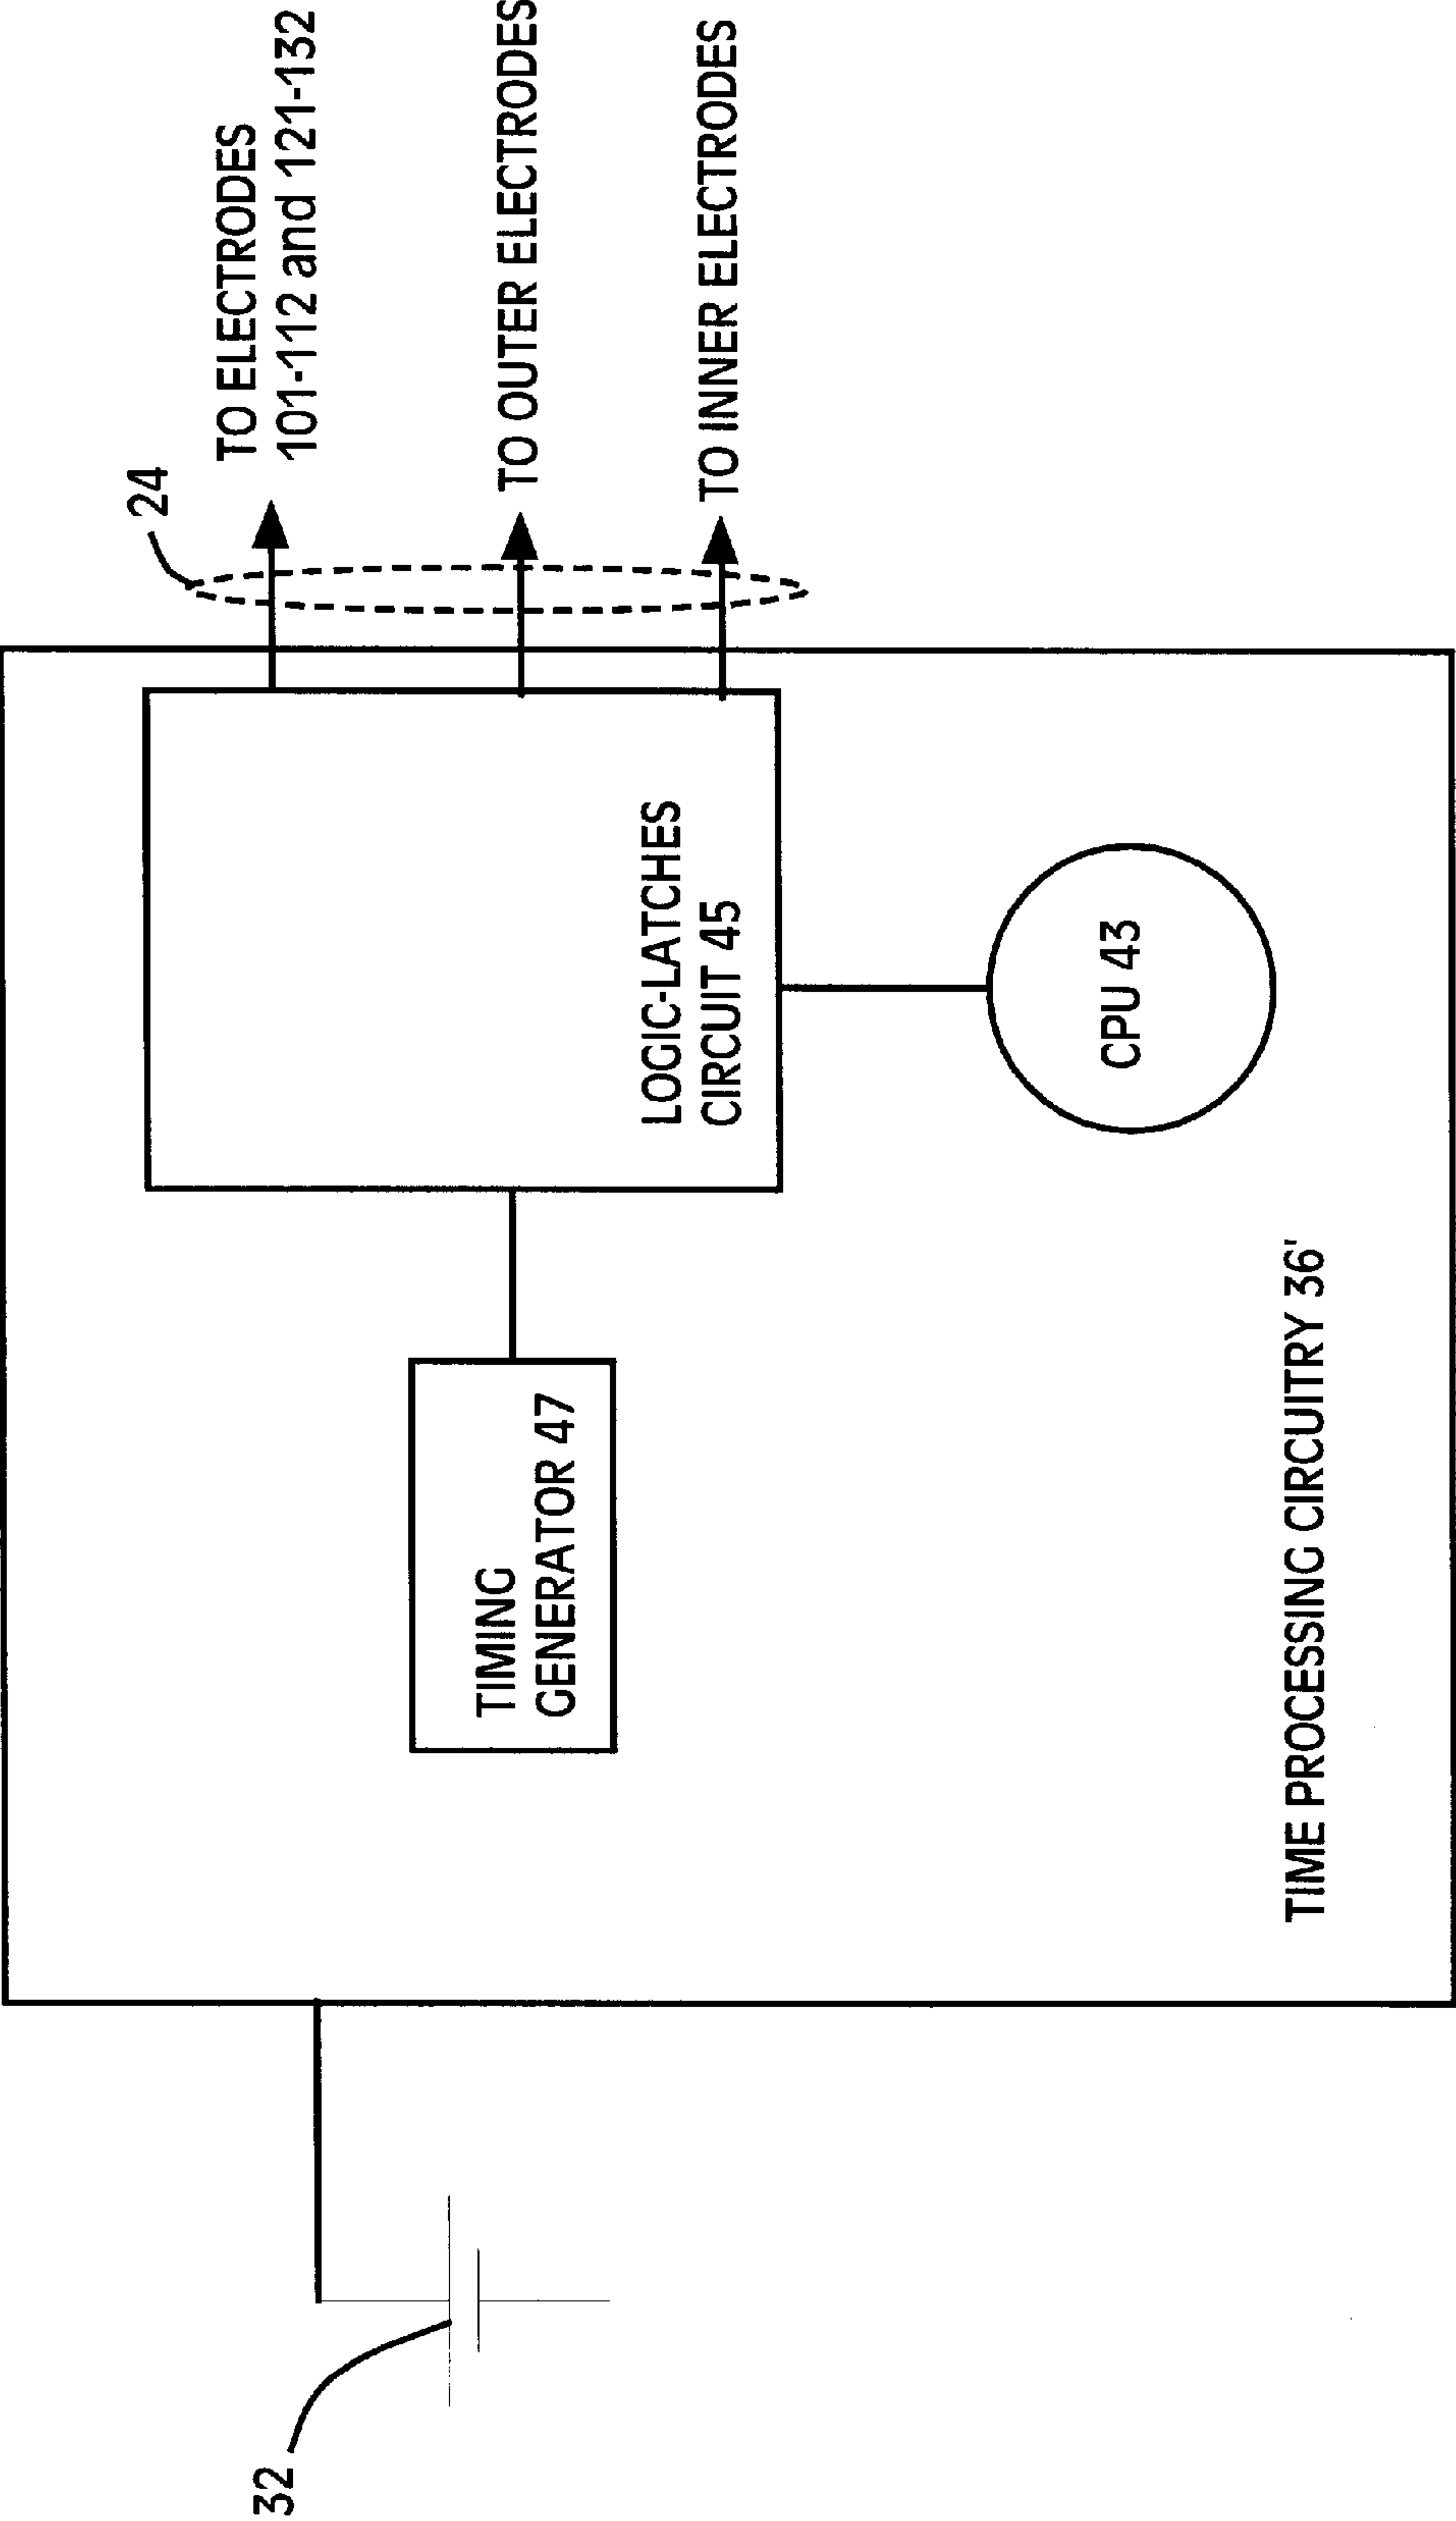 24
TO ELECTRODES
101-112 and 121-132
TO OUTER ELECTRODES
TO INNER ELECTRODES
LOGIC-LATCHES
CIRCUIT 45
TIMING
GENERATOR 47
CPU 43
TIME PROCESSING CIRCUITRY 36'
32